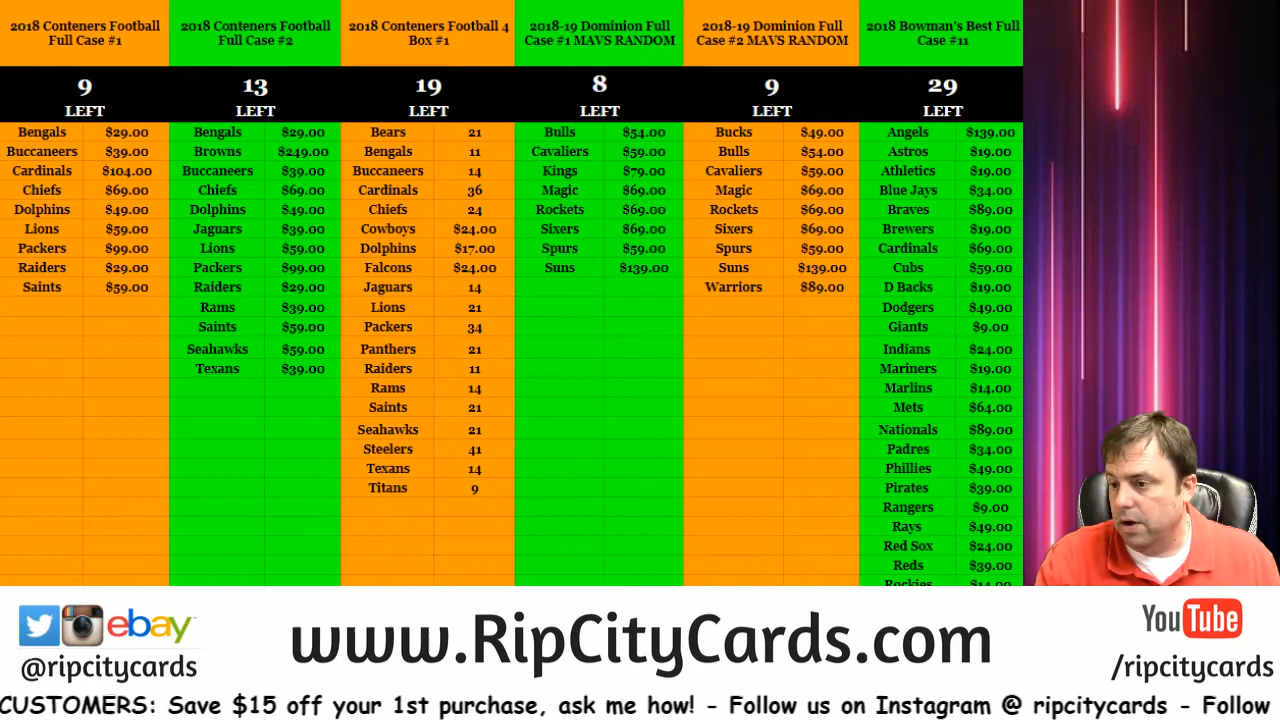 2018 Conteners Football
Full Case #1
9
LEFT
Bengals $29.00
Buccaneers $39.00
Cardinals $104.00
Chiefs $69.00
Dolphins $49.00
Lions $59.00
Packers $99.00
Raiders $29.00
Saints $59.00
2018 Conteners Football
Full Case #2
13
LEFT
Bengals $29.00
Browns $249.00
Buccaneers $39.00
Chiefs $69.00
Dolphins $49.00
Jaguars $39.00
Lions $59.00
Packers $99.00
Raiders $29.00
Rams $39.00
Saints $59.00
Seahawks $59.00
Texans $39.00
2018 Conteners Football 4
Box #1
19
LEFT
Bears 21
Bengals 11
Buccaneers 14
Cardinals 36
Chiefs 24
Cowboys $24.00
Dolphins $17.00
Falcons $24.00
Jaguars 14
Lions 21
Packers 34
Panthers 21
Raiders 11
Rams 14
Saints 21
Seahawks 21
Steelers 41
Texans 14
Titans 9
2018-19 Dominion Full
Case #1 MAVS RANDOM
8
LEFT
Bulls $54.00
Cavaliers $59.00
Kings $79.00
Magic $69.00
Rockets $69.00
Sixers $69.00
Spurs $59.00
Suns $139.00
2018-19 Dominion Full
Case #2 MAVS RANDOM
9
LEFT
Bucks $49.00
Bulls $54.00
Cavaliers $59.00
Magic $69.00
Rockets $69.00
Sixers $69.00
Spurs $59.00
Suns $139.00
Warriors $89.00
2018 Bowman's Best Full
Case #11
29
LEFT
Angels $139.00
Astros $19.00
Athletics $19.00
Blue Jays $34.00
Braves $89.00
Brewers $19.00
Cardinals $69.00
Cubs $59.00
D Backs $19.00
Dodgers $49.00
Giants $9.00
Indians $24.00
Mariners $19.00
Marlins $14.00
Mets $64.00
Nationals $89.00
Padres $34.00
Phillies $49.00
Pirates $39.00
Rangers $9.00
Rays $49.00
Red Sox $24.00
Reds $39.00
Rockies $14.00
ebay
@ripcitycards
www.RipCityCards.com
YouTube
/ripcitycards
CUSTOMERS: Save $15 off your 1st purchase, ask me how! - Follow us on Instagram @ ripcitycards - Follow